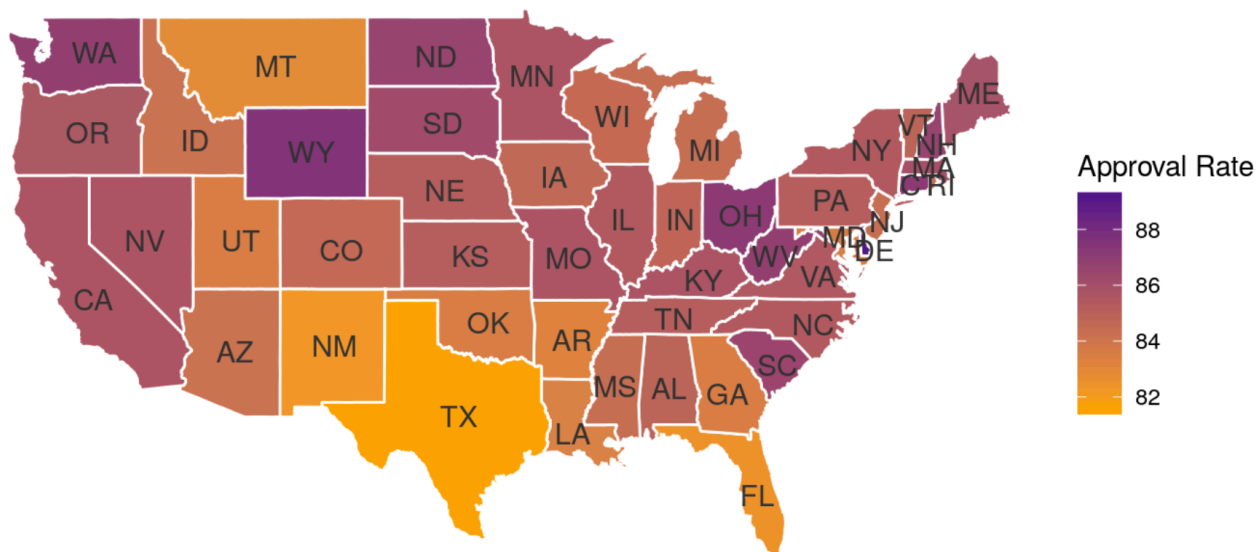 WA
MT
ND
MN
ME
OR
ID
WY
SD
WI
MI
VT
NH
NY
MA
NE
IA
PA
RI
NV
UT
CO
KS
MO
IL
IN
OH
NJ
MD
DE
WV
VA
KY
CA
AZ
NM
OK
AR
TN
NC
SC
MS
AL
GA
TX
LA
FL
Approval Rate
88
86
84
82